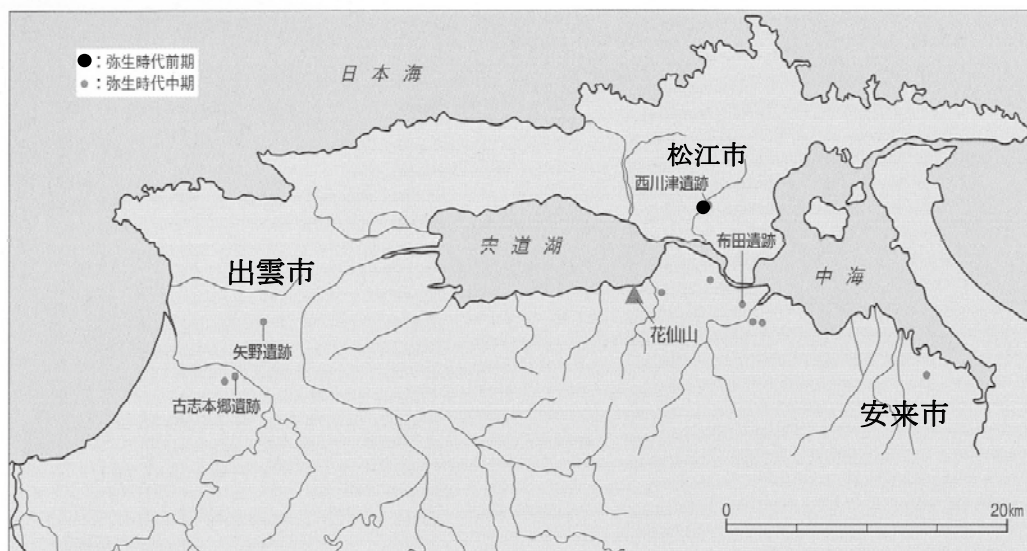 ●：弥生時代前期
●：弥生時代中期
日本海
松江市
西川津遺跡
布田遺跡
宍道湖
出雲市
中海
花仙山
矢野遺跡
古志本郷遺跡
安来市
0
20km